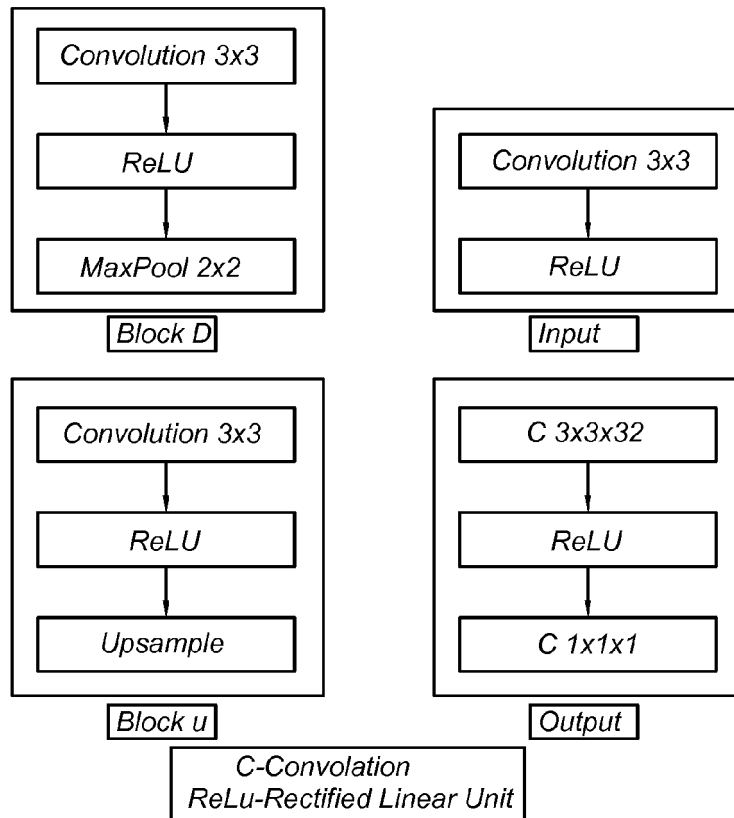 Convolution 3x3
ReLU
MaxPool 2x2
Block D
Convolution 3x3
ReLU
Input
Convolution 3x3
ReLU
Upsample
Block u
C 3x3x32
ReLU
C 1x1x1
Output
C-Convolation
ReLu-Rectified Linear Unit